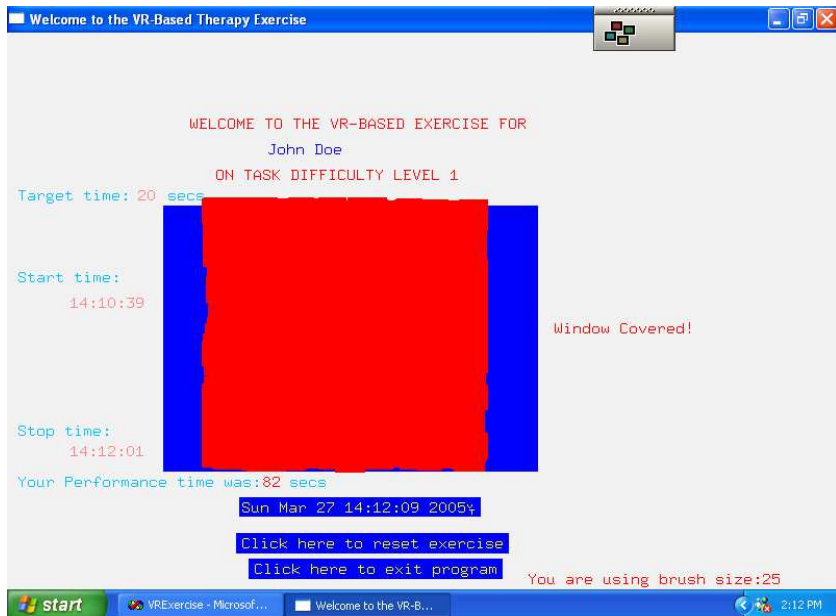 Welcome to the VR-Based Therapy Exercise
WELCOME TO THE VR-BASED EXERCISE FOR
John Doe
ON TASK DIFFICULTY LEVEL 1
Target time: 20 secs
Start time:
14:10:39
Window Covered!
Stop time:
14:12:01
Your Performance time was:82 secs
Sun Mar 27 14:12:09 2005
Click here to reset exercise
Click here to exit program
You are using brush size:25
start
VRExercise - Microsof...
Welcome to the VR-B...
2:12 PM